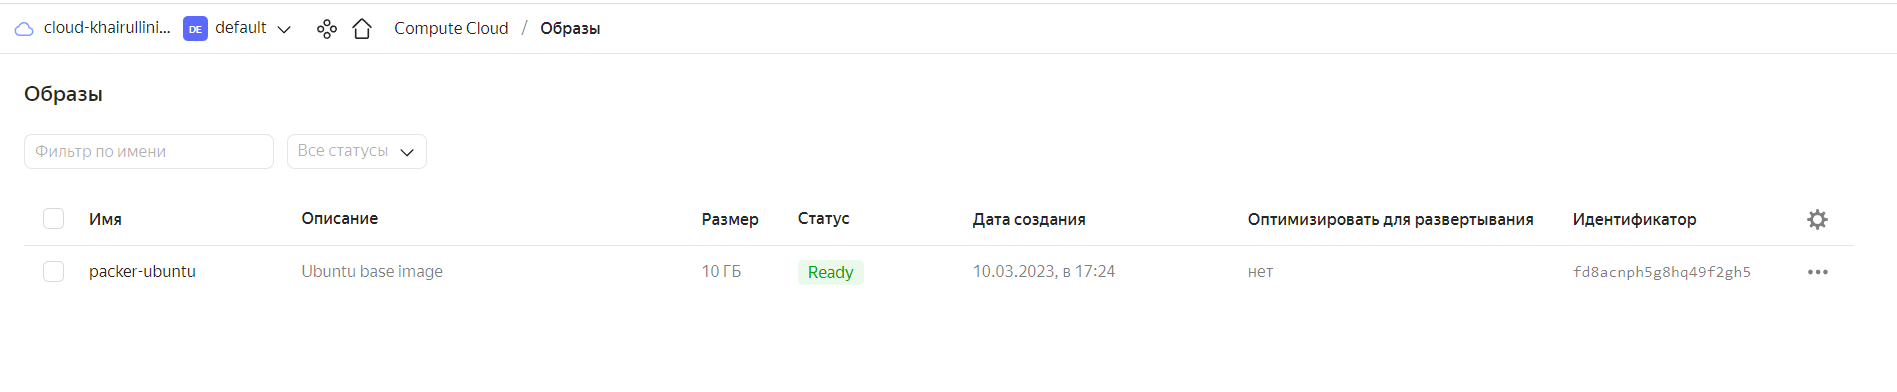 cloud-khairullini... DE default Compute Cloud / Образы
Образы
Фильтр по имени Все статусы
Имя Описание Размер Статус Дата создания Оптимизировать для развертывания Идентификатор
packer-ubuntu Ubuntu base image 10 ГБ Ready 10.03.2023, в 17:24 нет fd8acnph5g8hq49f2gh5